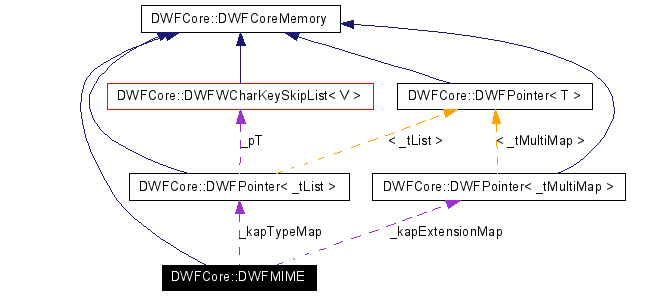 DWFCore::DWFCoreMemory
DWFCore::DWFWCharKeySkipList< V >
DWFCore::DWFPointer< T >
_pT
< _tList >
< _tMultiMap >
DWFCore::DWFPointer< _tList >
DWFCore::DWFPointer< _tMultiMap >
_kapTypeMap
_kapExtensionMap
DWFCore::DWFMIME